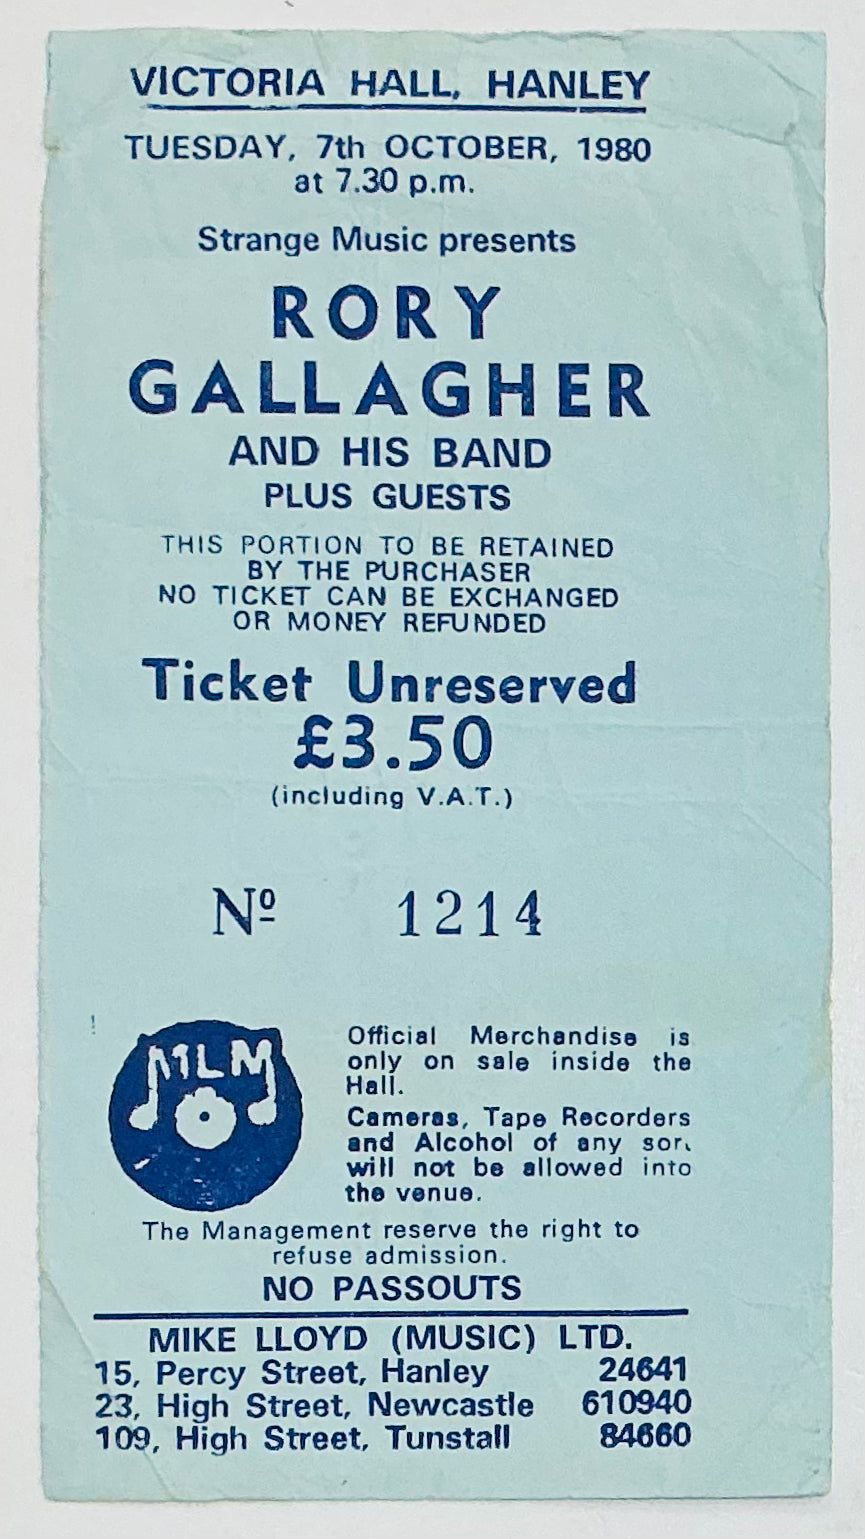 VICTORIA HALL, HANLEY
TUESDAY, 7th OCTOBER, 1980
at 7.30 p.m.
Strange Music presents
RORY
GALLAGHER
AND HIS BAND
PLUS GUESTS
THIS PORTION TO BE RETAINED
BY THE PURCHASER
NO TICKET CAN BE EXCHANGED
OR MONEY REFUNDED
Ticket Unreserved
£3.50
(including V.A.T.)
Nº 1214
MLM
Official Merchandise is
only on sale inside the
Hall.
Cameras, Tape Recorders
and Alcohol of any sor
will not be allowed into
the venue.
The Management reserve the right to
refuse admission.
NO PASSOUTS
MIKE LLOYD (MUSIC) LTD.
15, Percy Street, Hanley 24641
23, High Street, Newcastle 610940
109, High Street, Tunstall 84660